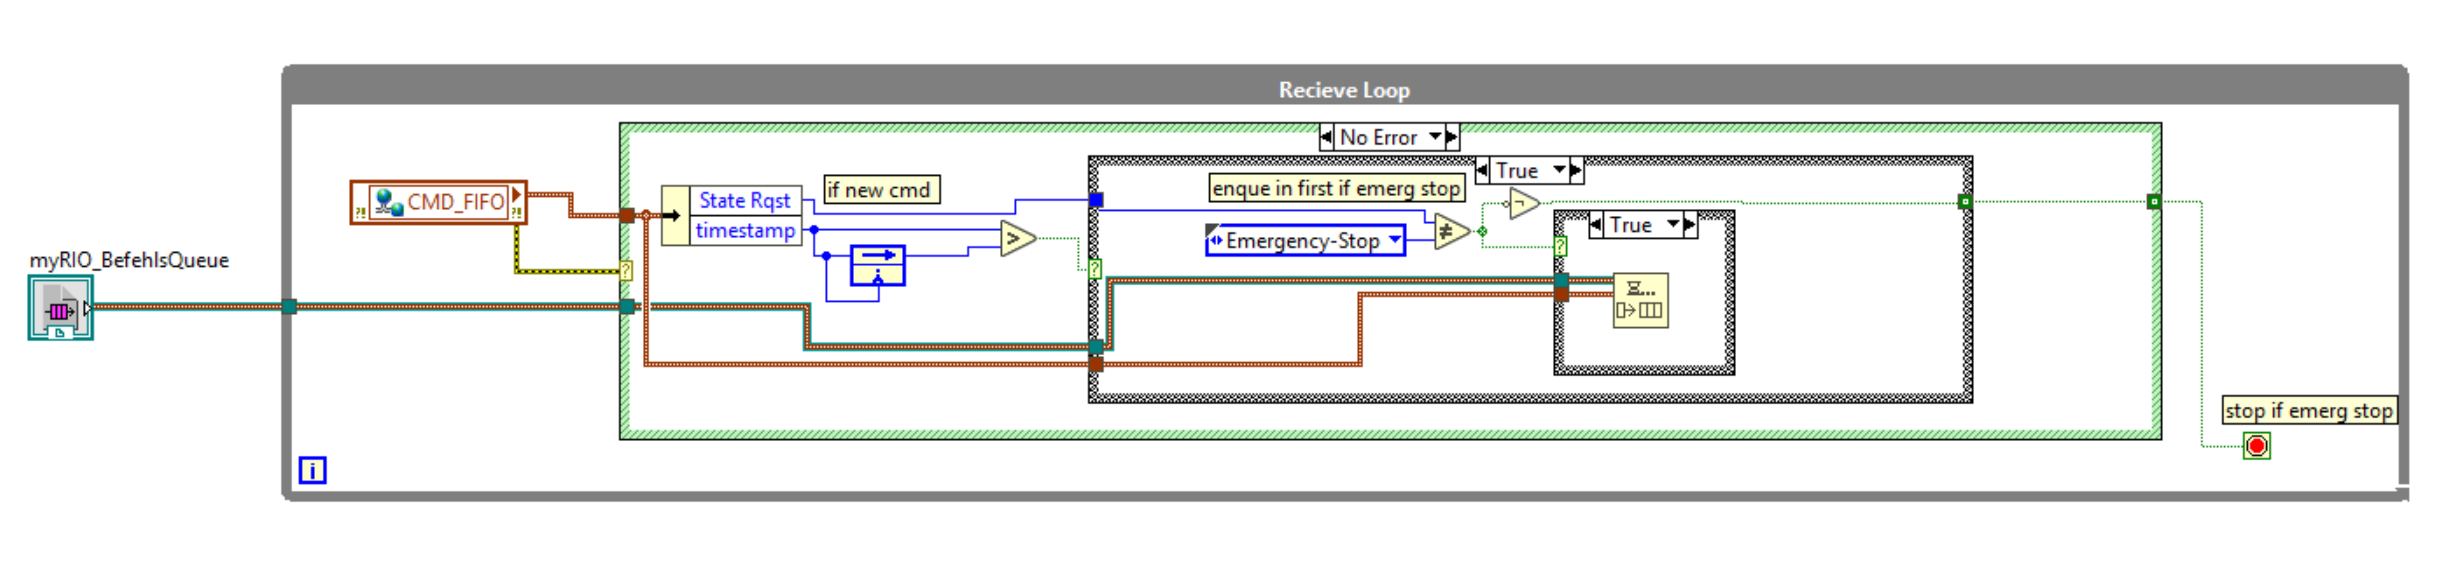 Recieve Loop
No Error
True
if new cmd
enque in first if emerg stop
State Rqst
CMD_FIFO
timestamp
True
Emergency-Stop
myRIO_BefehlsQueue
stop if emerg stop
i